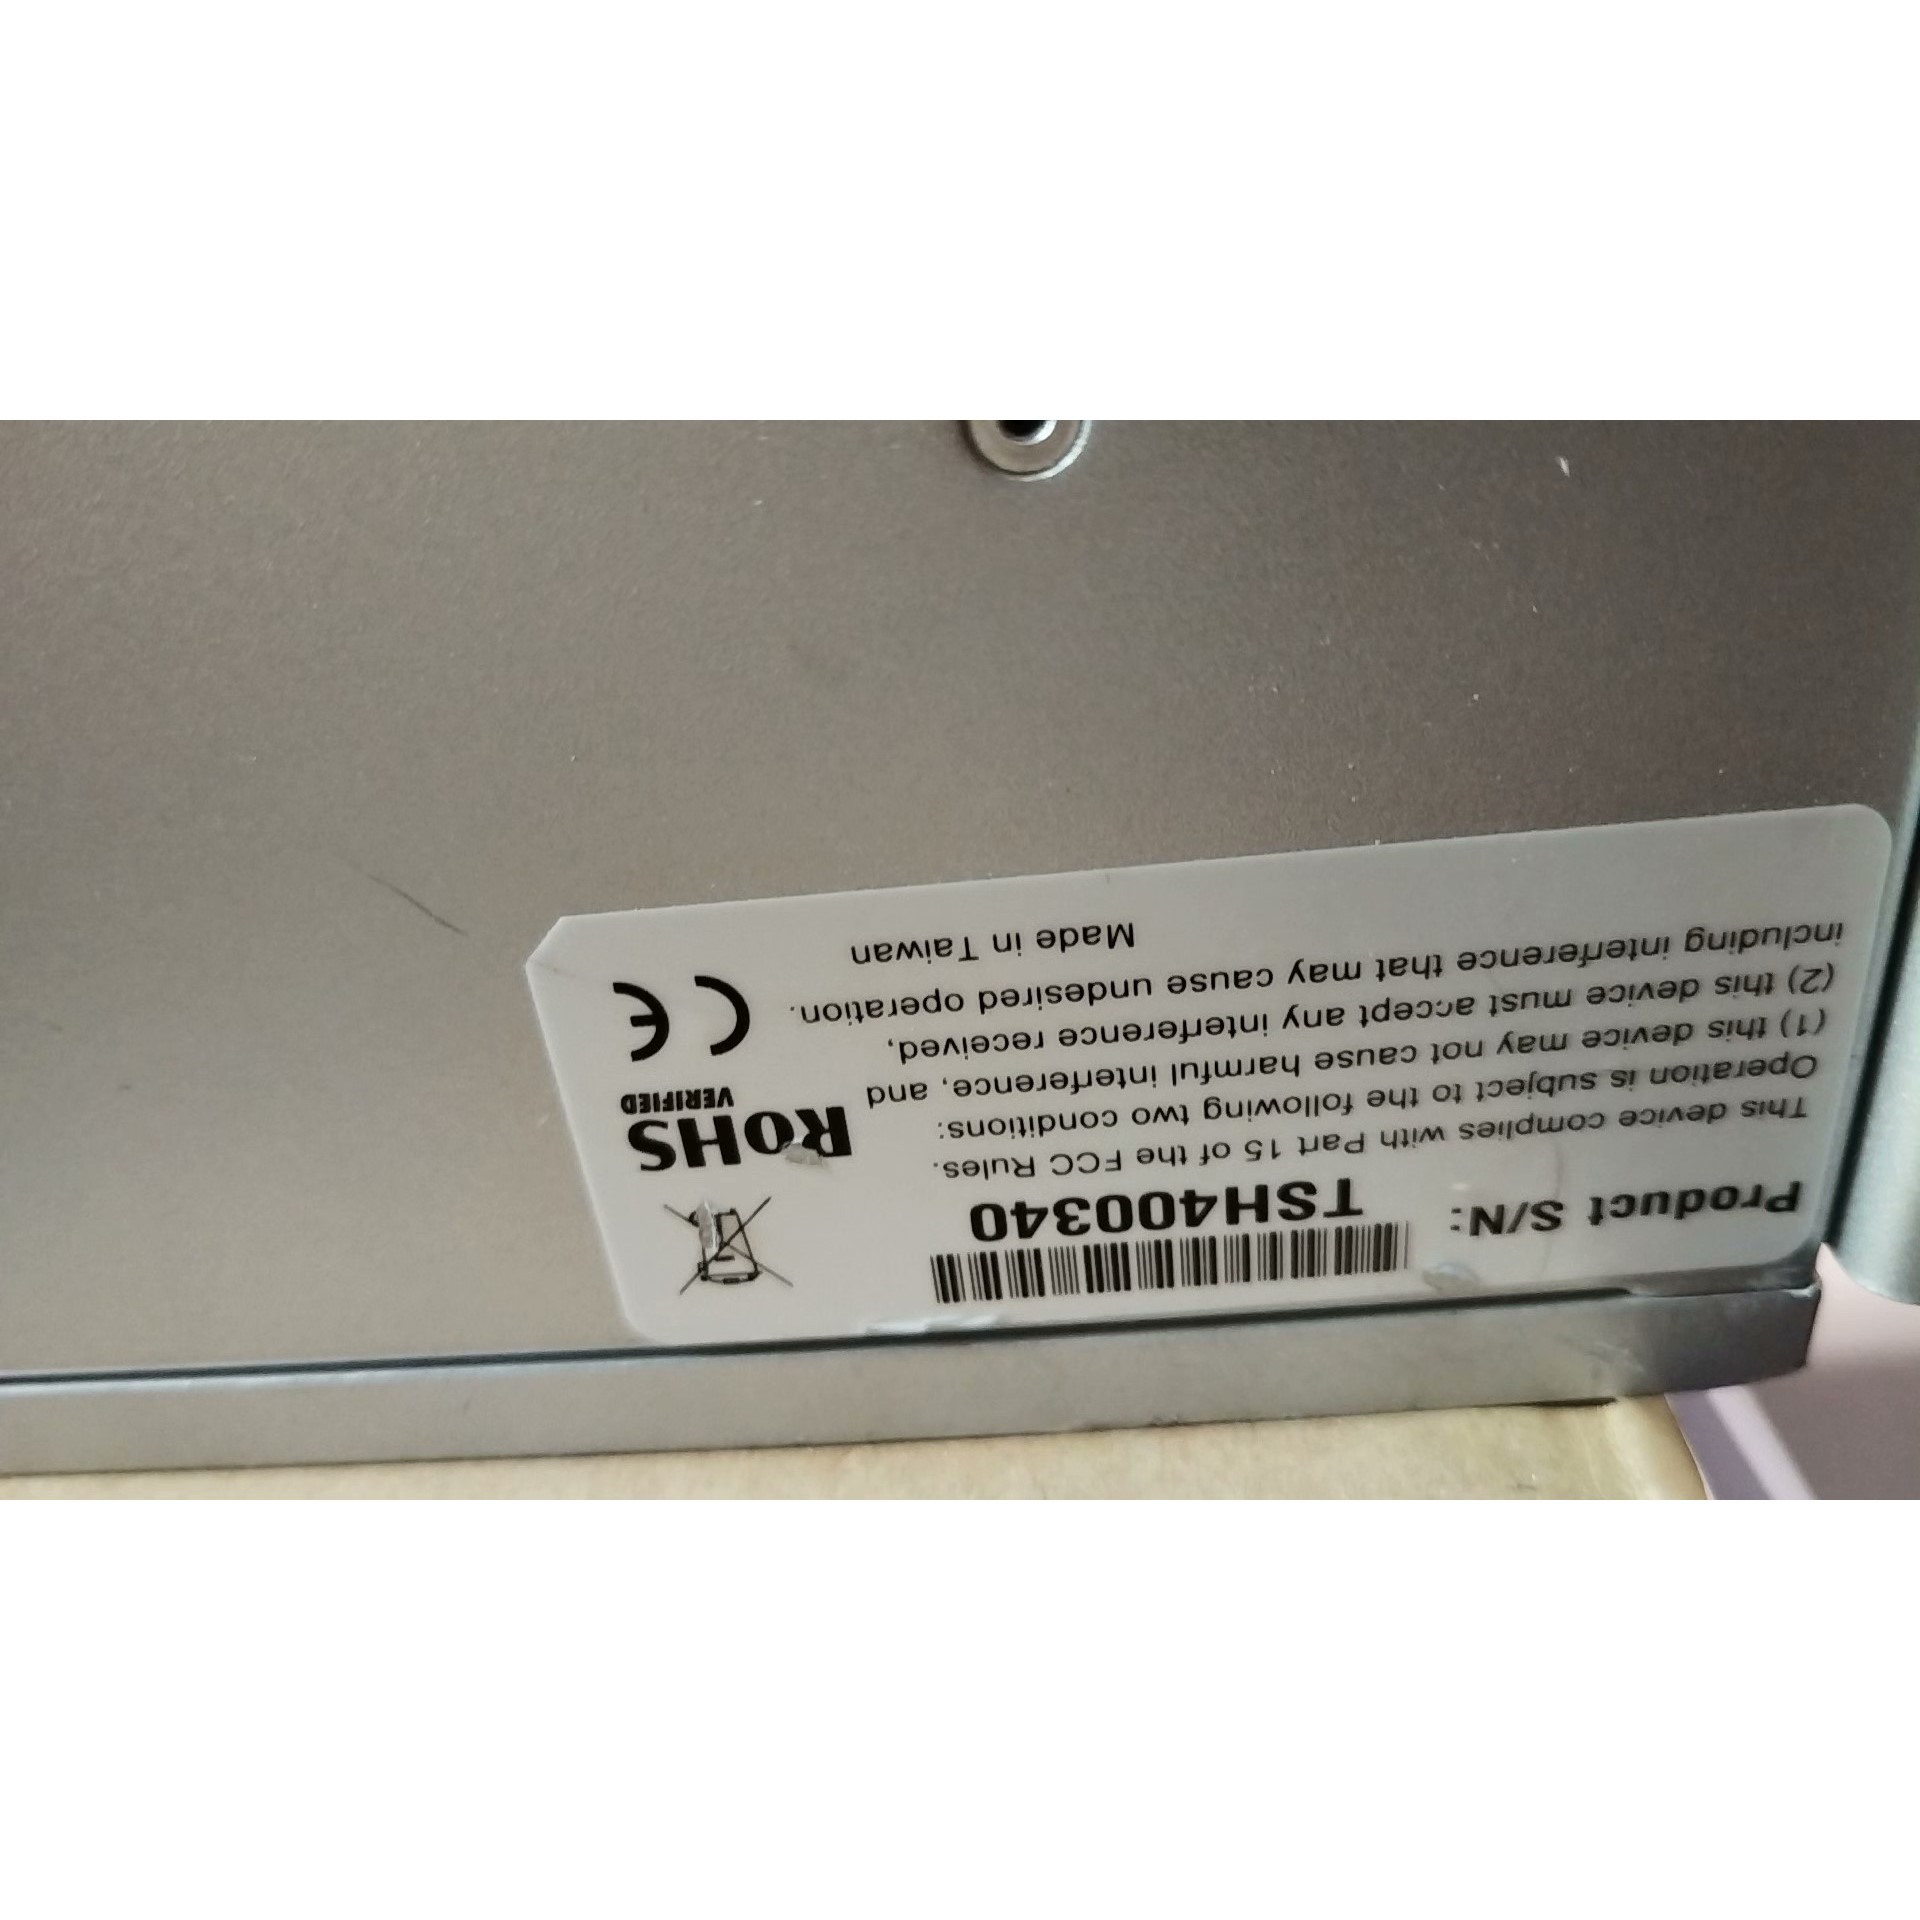 Product S/N:
TSH400340
This device complies with Part 15 of the FCC Rules.
Operation is subject to the following two conditions:
(1) this device may not cause harmful interference, and
(2) this device must accept any interference received,
including interference that may cause undesired operation.
Made in Taiwan
RoHS
VERIFIED
CE